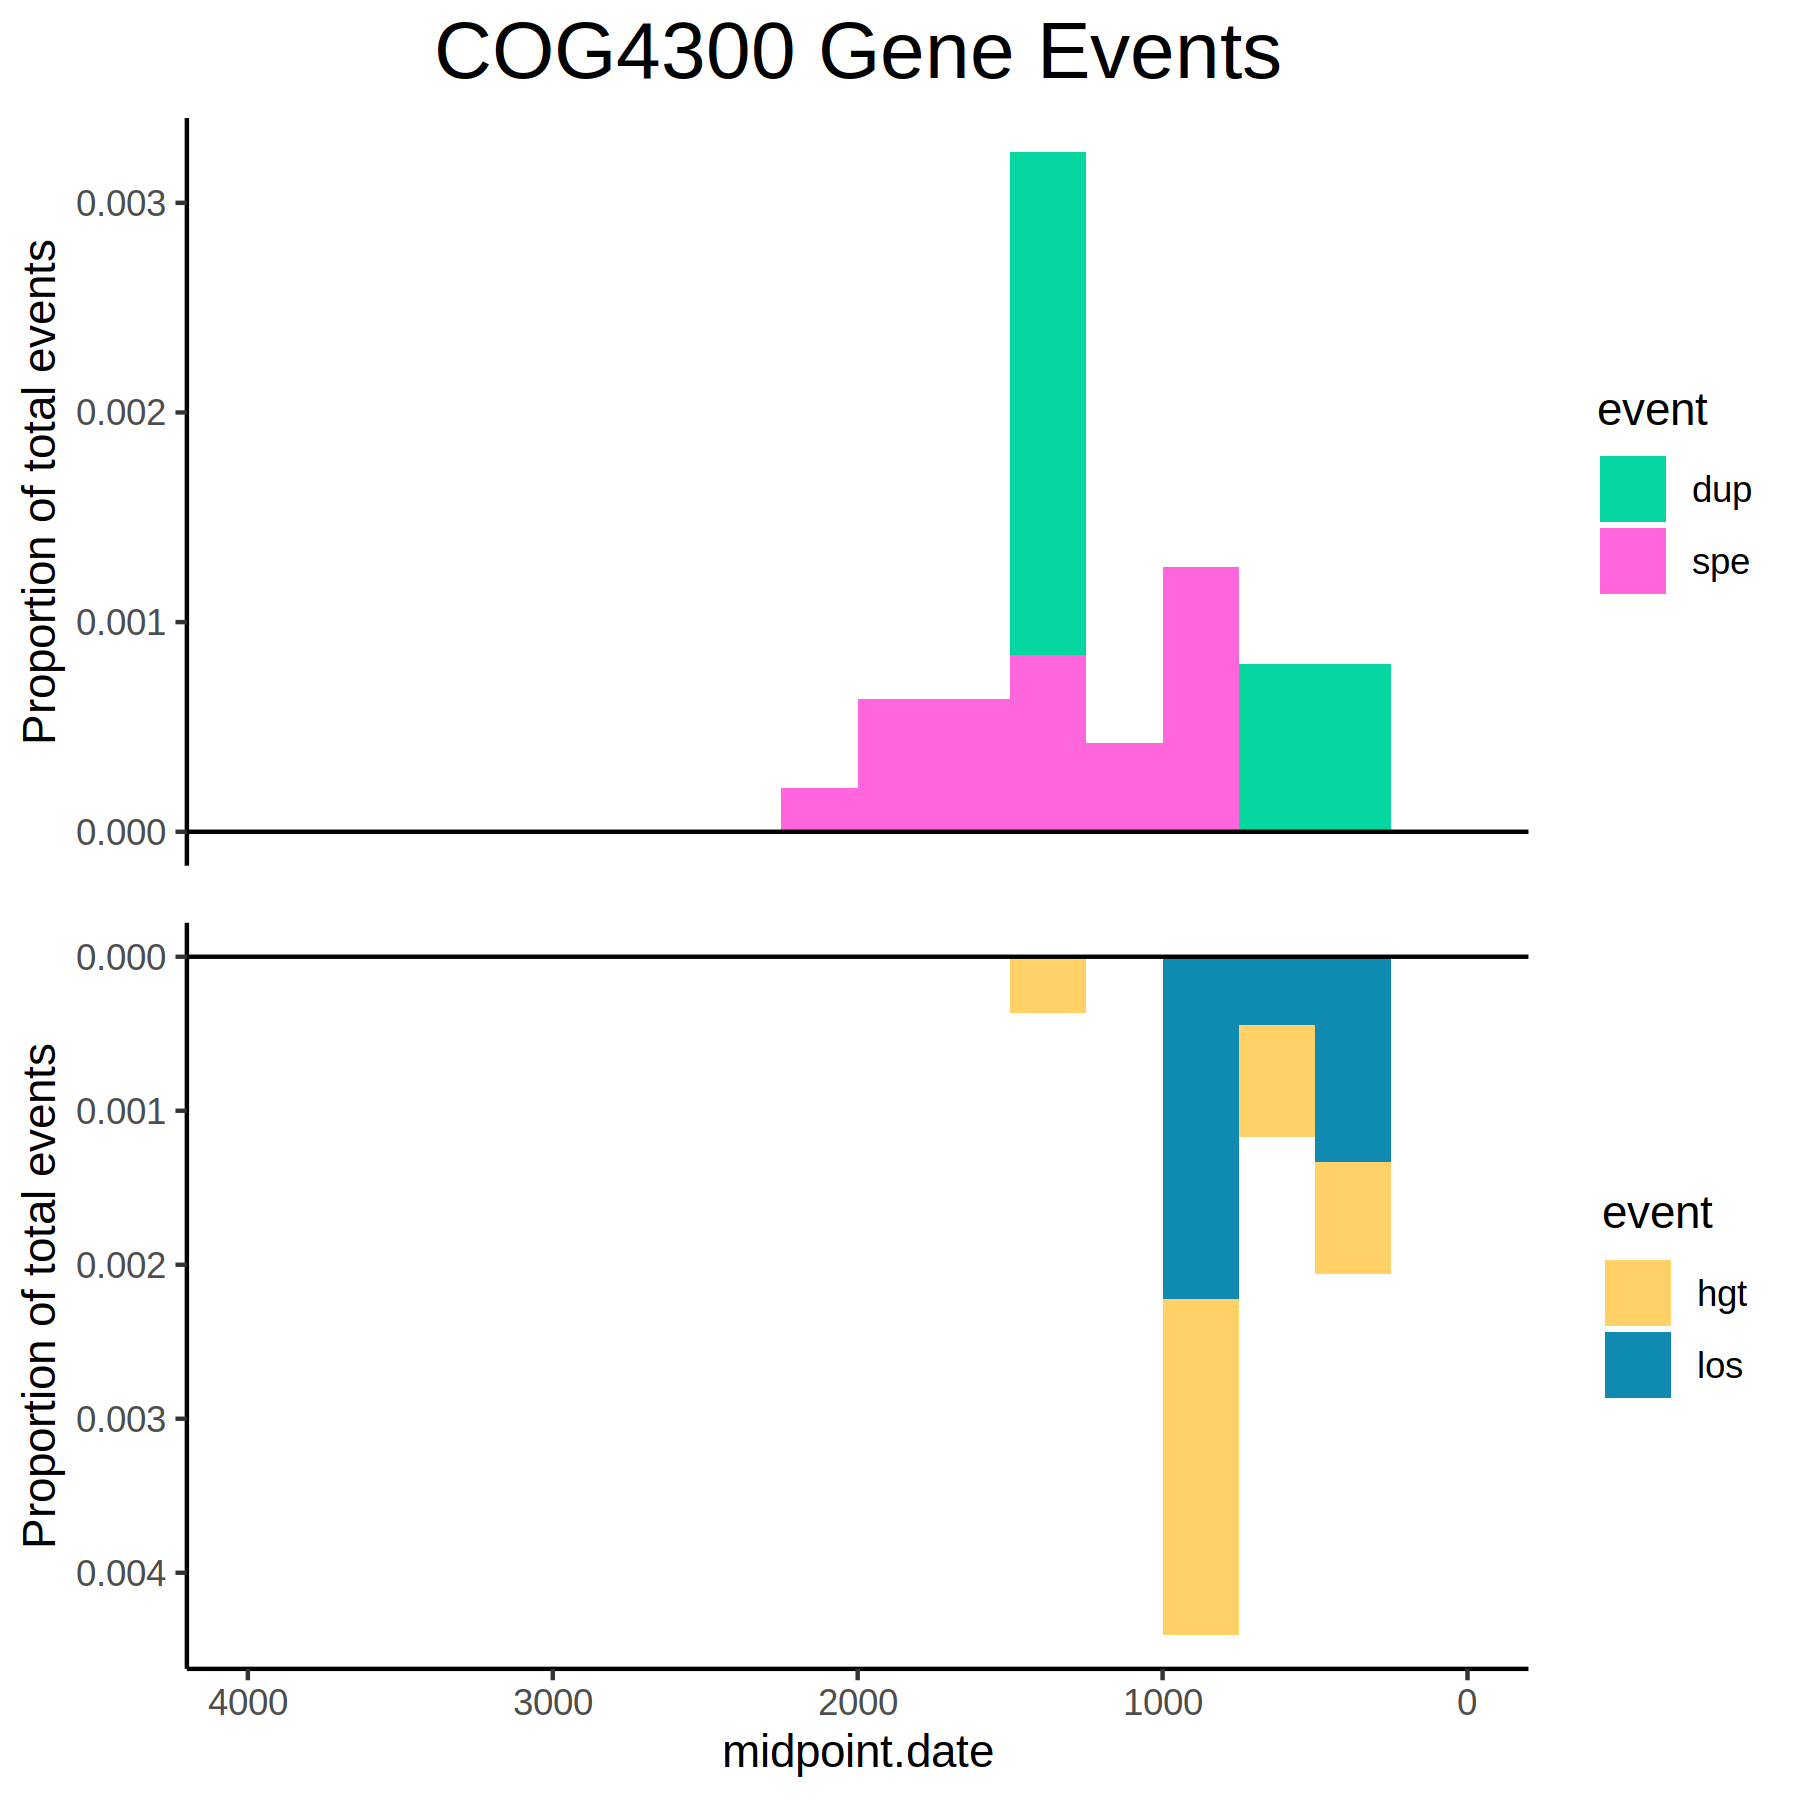 COG4300 Gene Events
Proportion of total events
0.003
0.002
0.001
0.000
event
dup
spe
Proportion of total events
0.000
0.001
0.002
0.003
0.004
event
hgt
los
4000 3000 2000 1000 0
midpoint.date